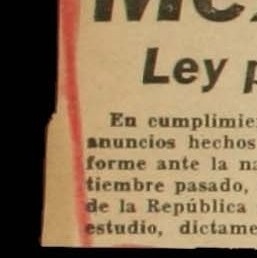 Ley p
En cumplimie
anuncios hechos
forme ante la na
tiembre pasado,
de la República
estudio, dictame